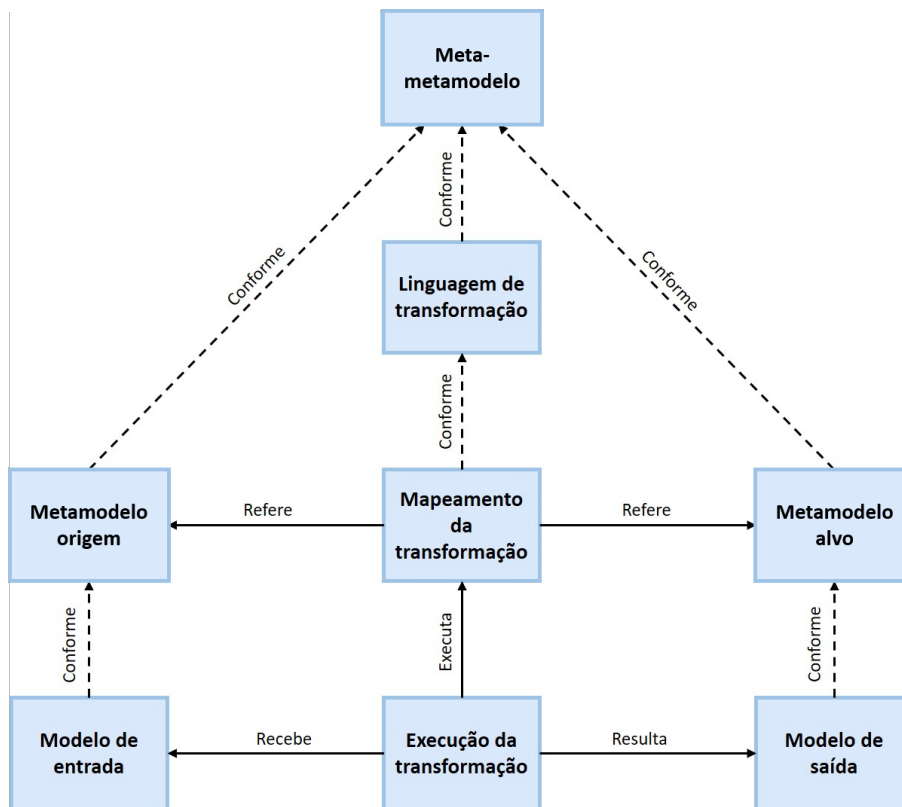 Meta-
metamodelo
Conforme
Conforme
Conforme
Linguagem de
transformação
Conforme
Metamodelo
origem
Refere
Mapeamento
da
transformação
Refere
Metamodelo
alvo
Conforme
Executa
Conforme
Modelo de
entrada
Recebe
Execução da
transformação
Resulta
Modelo de
saída